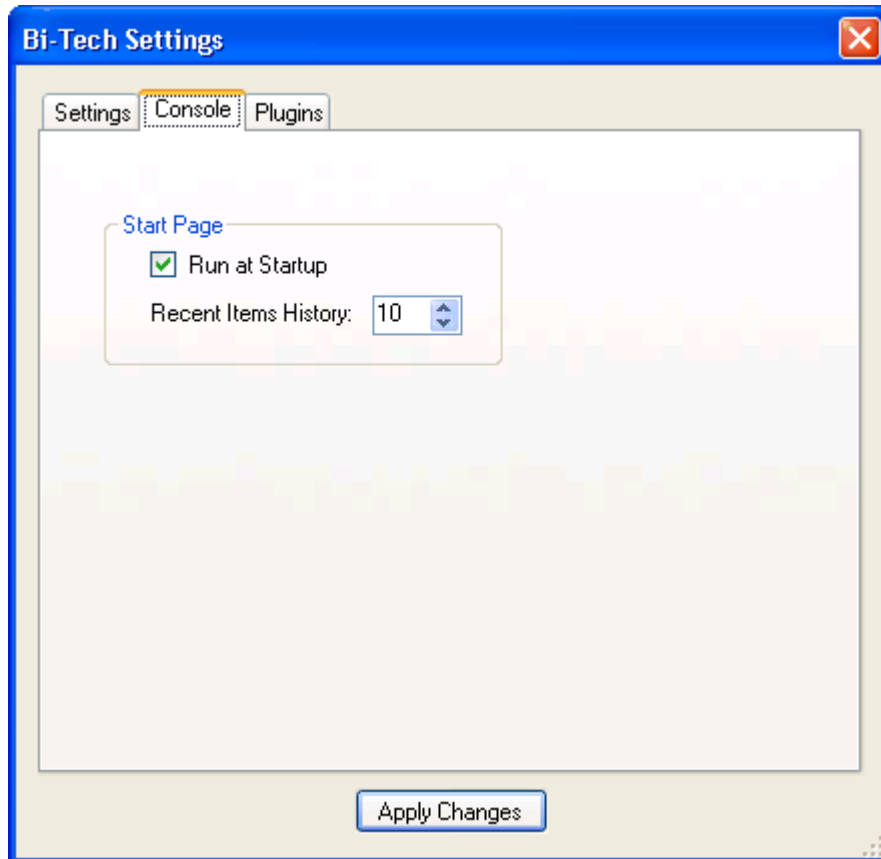 Bi-Tech Settings
Settings Console Plugins
Start Page
Run at Startup
Recent Items History: 10
Apply Changes